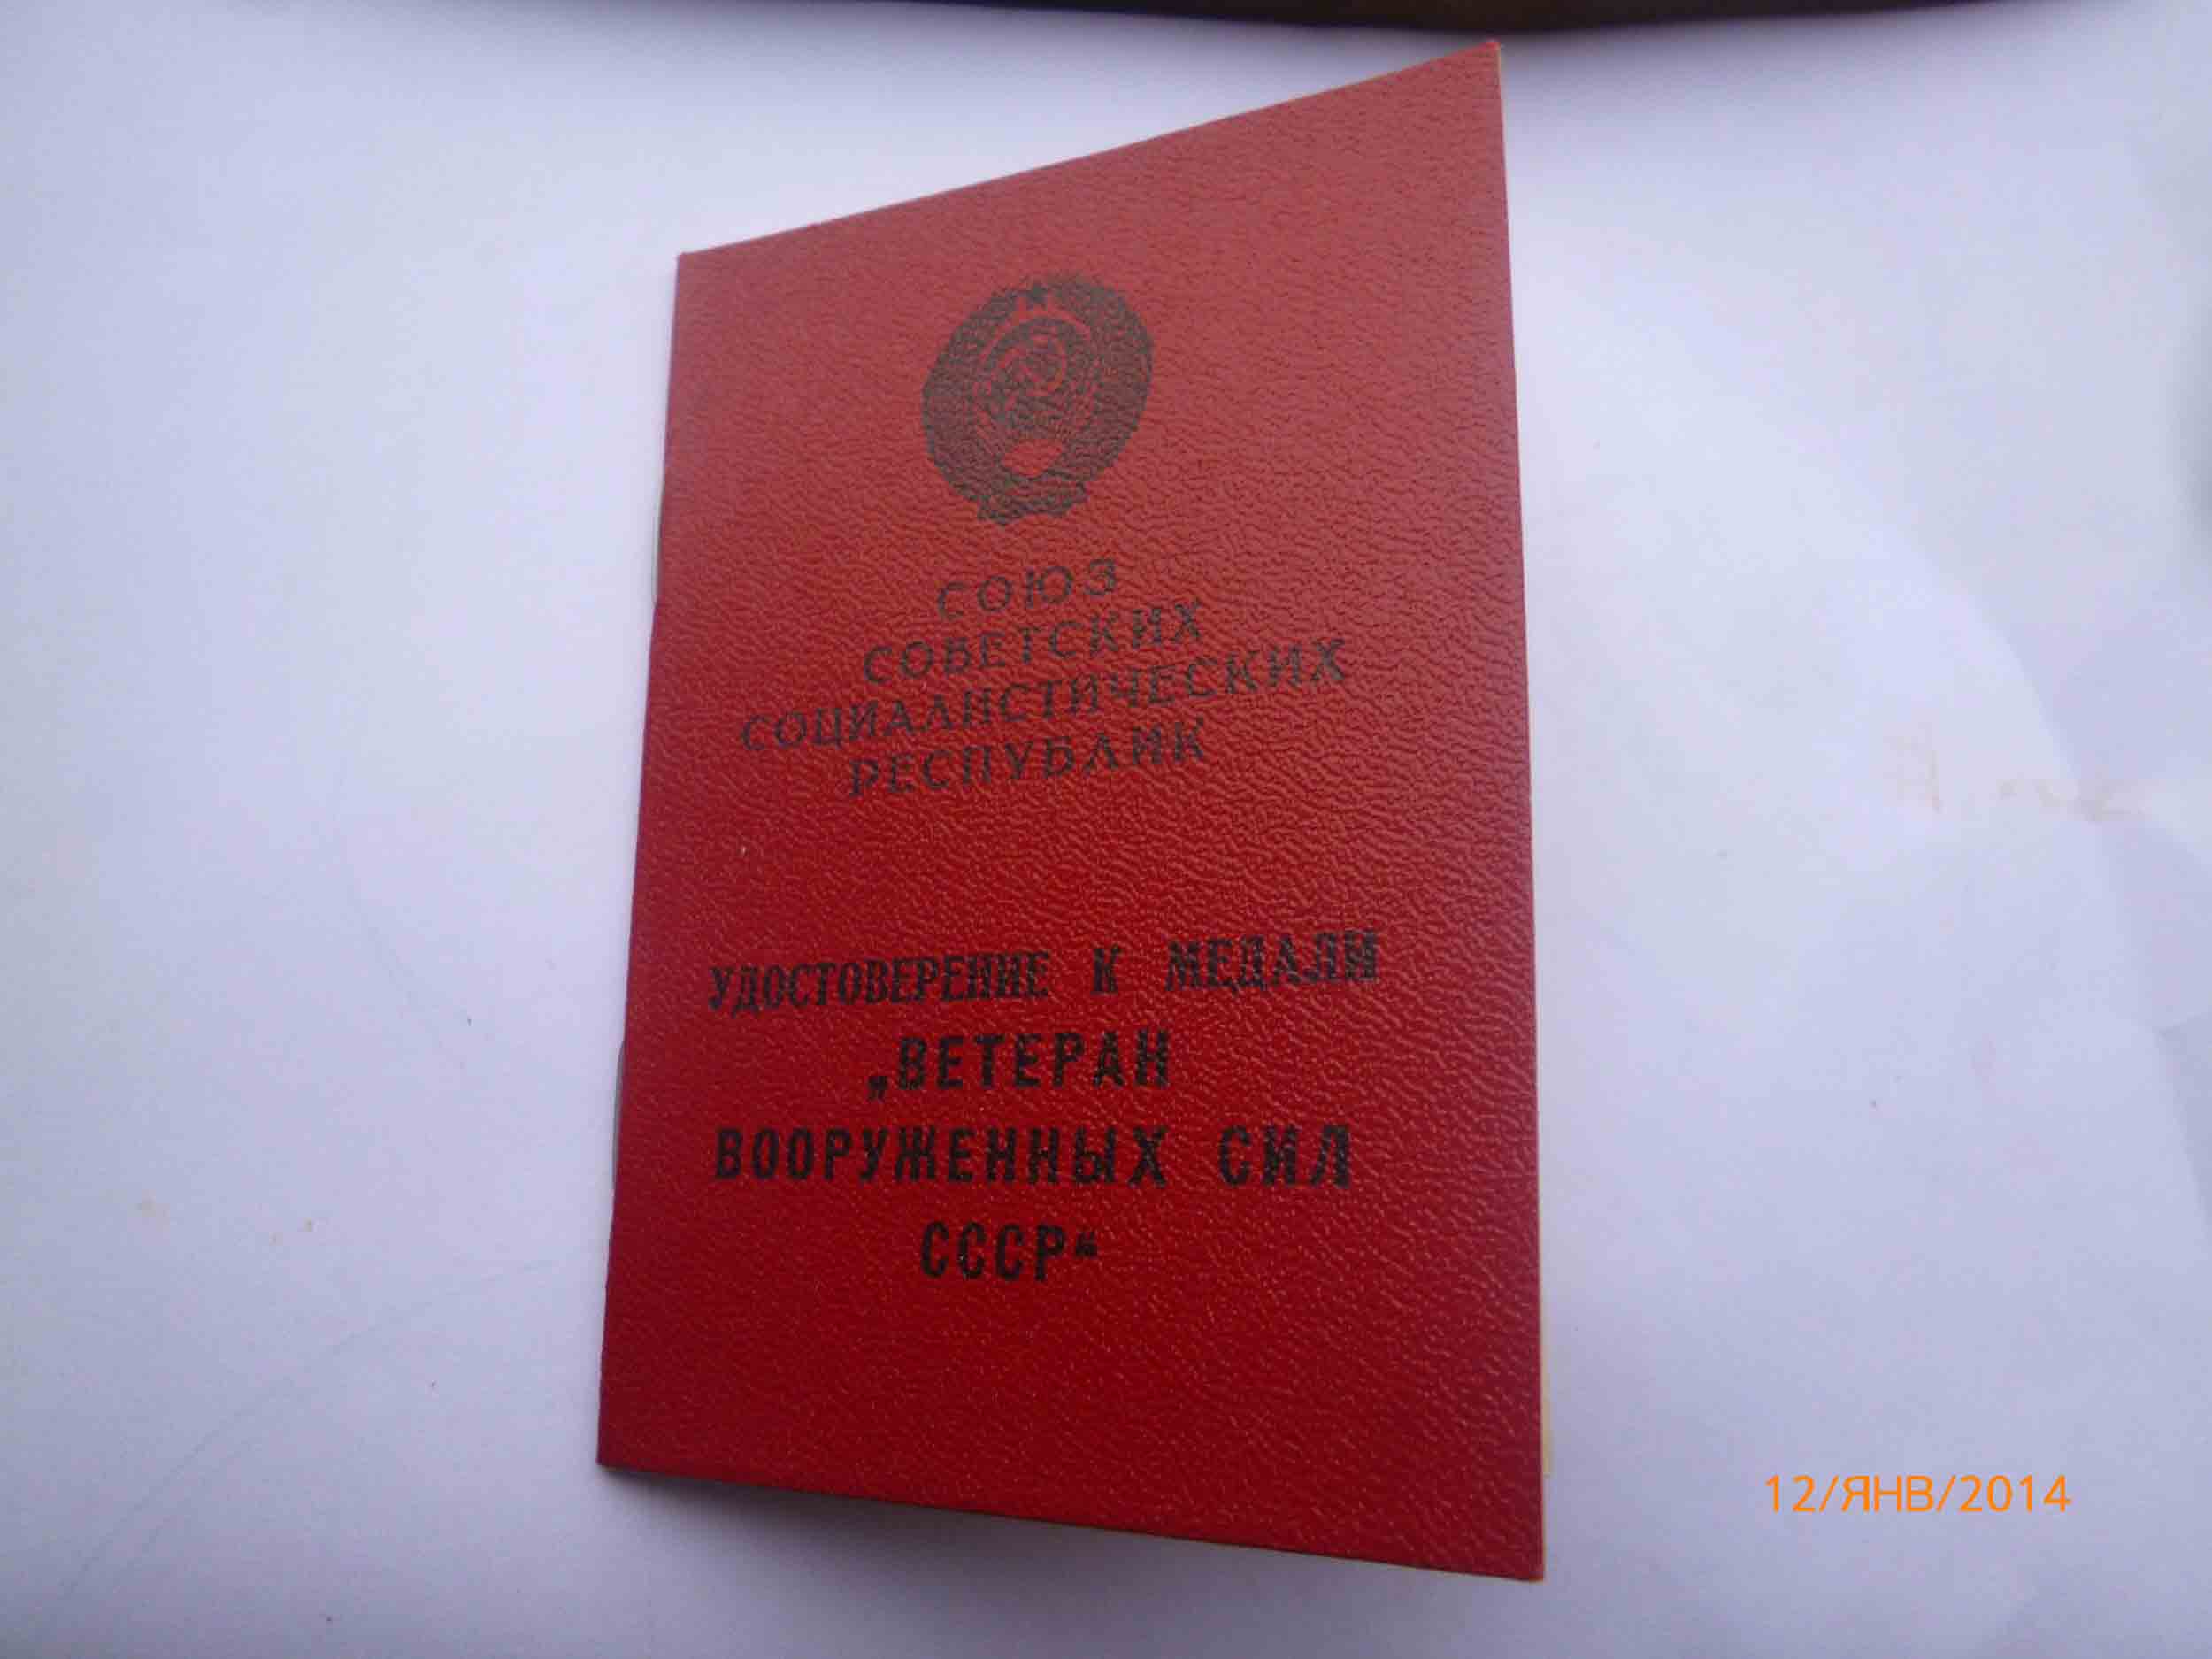 СОЮЗ
СОВЕТСКИХ
СОЦИАЛИСТИЧЕСКИХ
РЕСПУБЛИК
УДОСТОВЕРЕНИЕ К МЕДАЛИ
„ВЕТЕРАН
ВООРУЖЕННЫХ СИЛ
СССР“
12/ЯНВ/2014